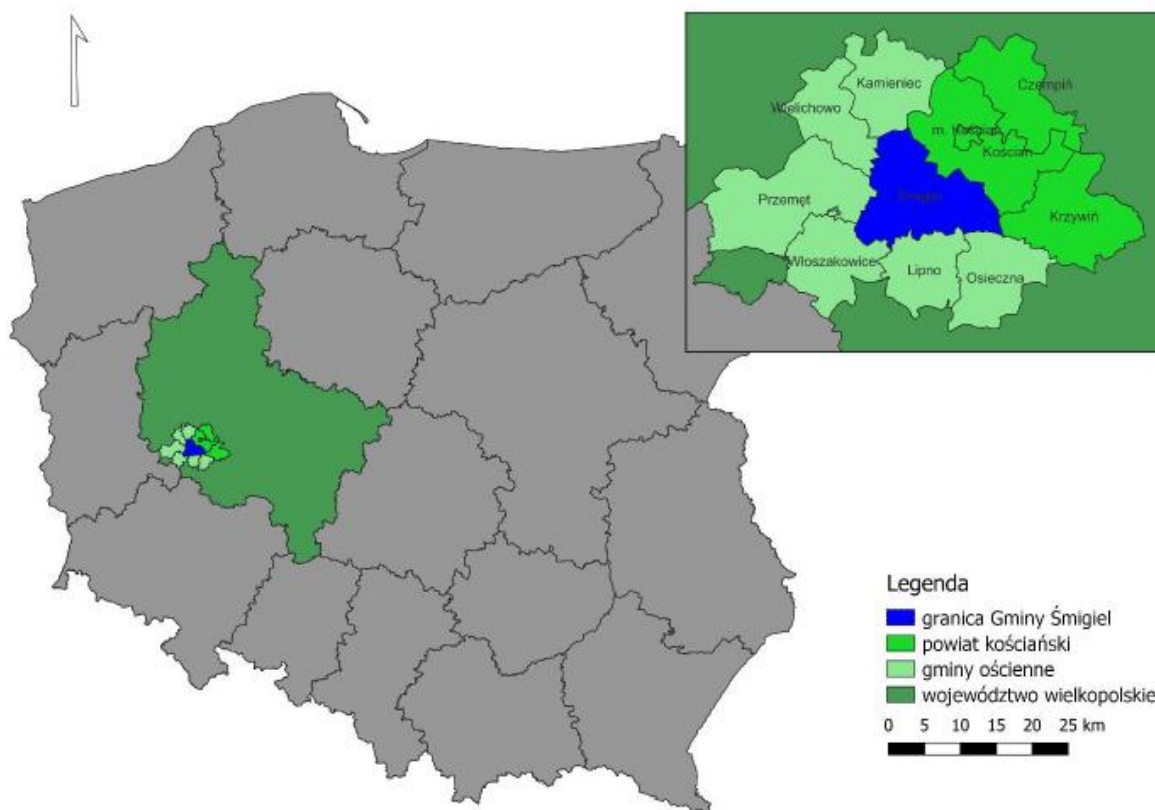 Kamieniec
Czempiń
Wielichowo
m. Kościan
Kościan
Przemęt
Śmigiel
Krzywiń
Włoszakowice
Lipno
Osieczna
Legenda
granica Gminy Śmigiel
powiat kościański
gminy ościenne
województwo wielkopolskie
0 5 10 15 20 25 km